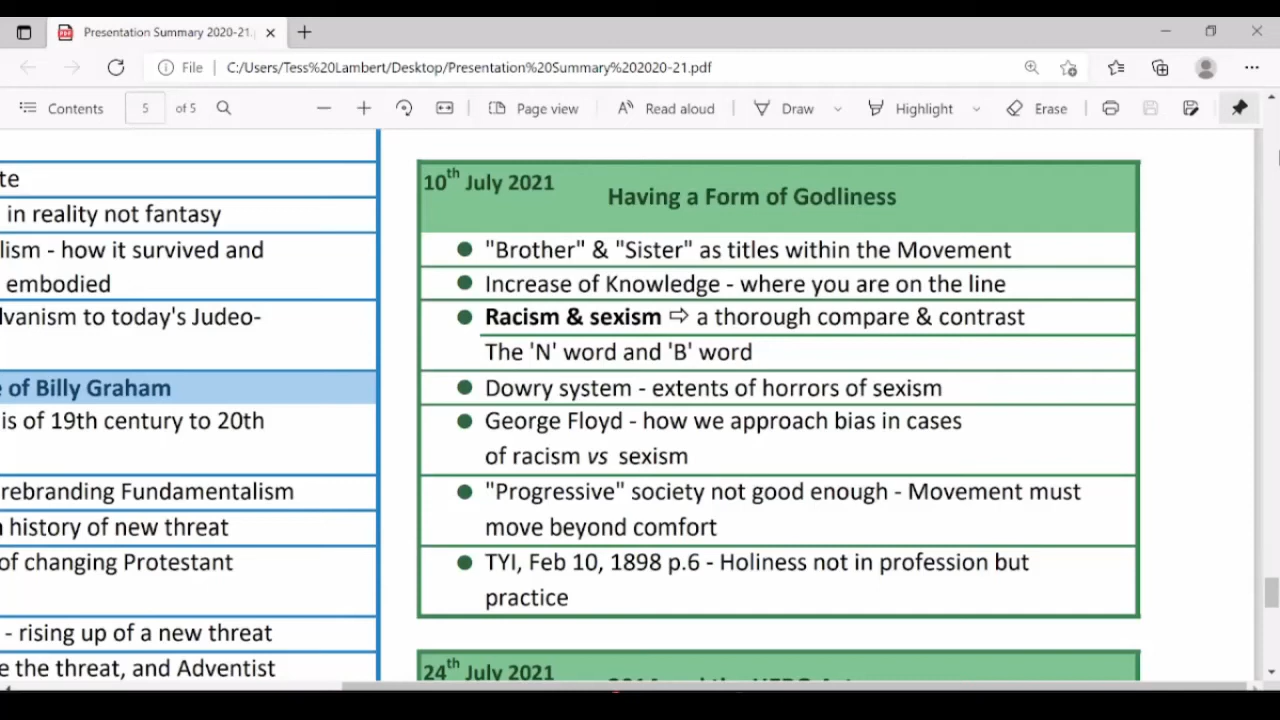 Presentation Summary 2020-21.
File
C:/Users/Tess%20Lambert/Desktop/Presentation%20Summary%202020-21.pdf
Contents
5
of 5
Page view
Read aloud
Draw
Highlight
Erase
te
in reality not fantasy
lism - how it survived and
embodied
lvanism to today's Judeo-
e of Billy Graham
is of 19th century to 20th
rebranding Fundamentalism
history of new threat
of changing Protestant
- rising up of a new threat
e the threat, and Adventist
10th July 2021
Having a Form of Godliness
● "Brother" & "Sister" as titles within the Movement
● Increase of Knowledge - where you are on the line
● Racism & sexism ⇨ a thorough compare & contrast
The 'N' word and 'B' word
● Dowry system - extents of horrors of sexism
● George Floyd - how we approach bias in cases
of racism vs sexism
● "Progressive" society not good enough - Movement must
move beyond comfort
● TYI, Feb 10, 1898 p.6 - Holiness not in profession but
practice
24th July 2021